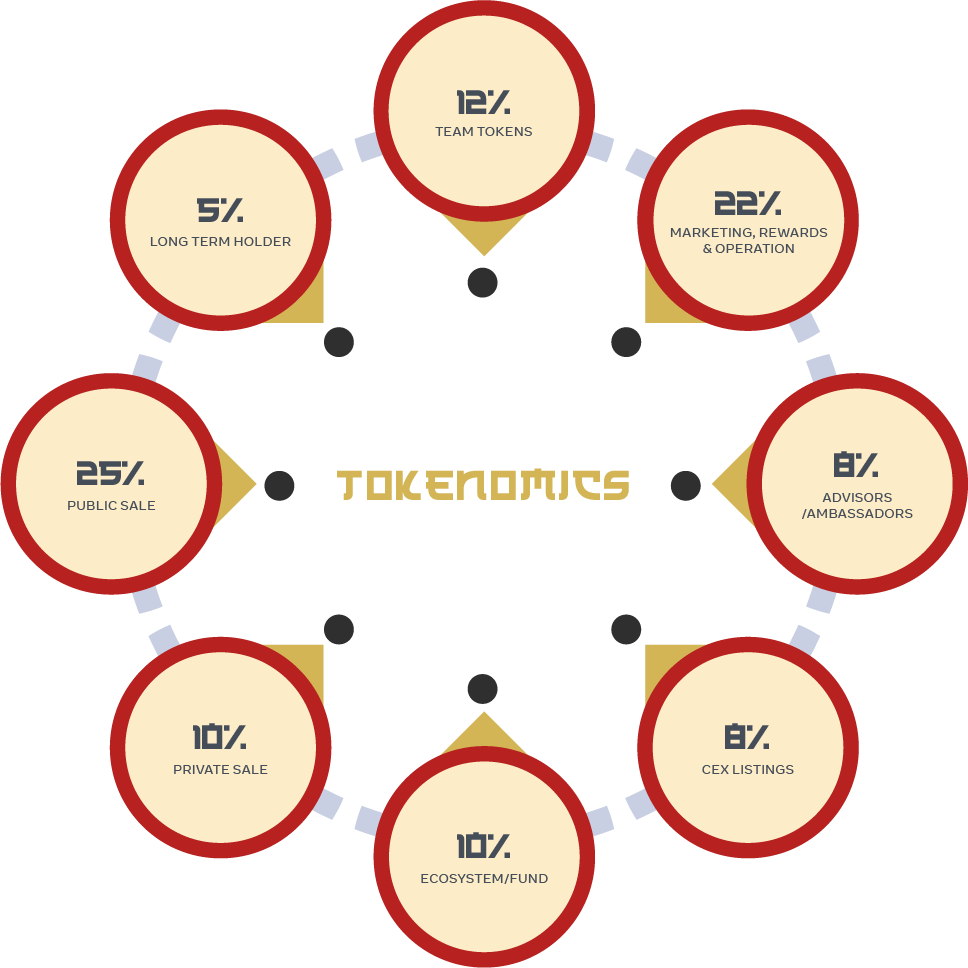 12%
TEAM TOKENS
22%
MARKETING, REWARDS
& OPERATION
8%
ADVISORS
/AMBASSADORS
8%
CEX LISTINGS
10%
ECOSYSTEM/FUND
10%
PRIVATE SALE
25%
PUBLIC SALE
5%
LONG TERM HOLDER
TOKENOMICS